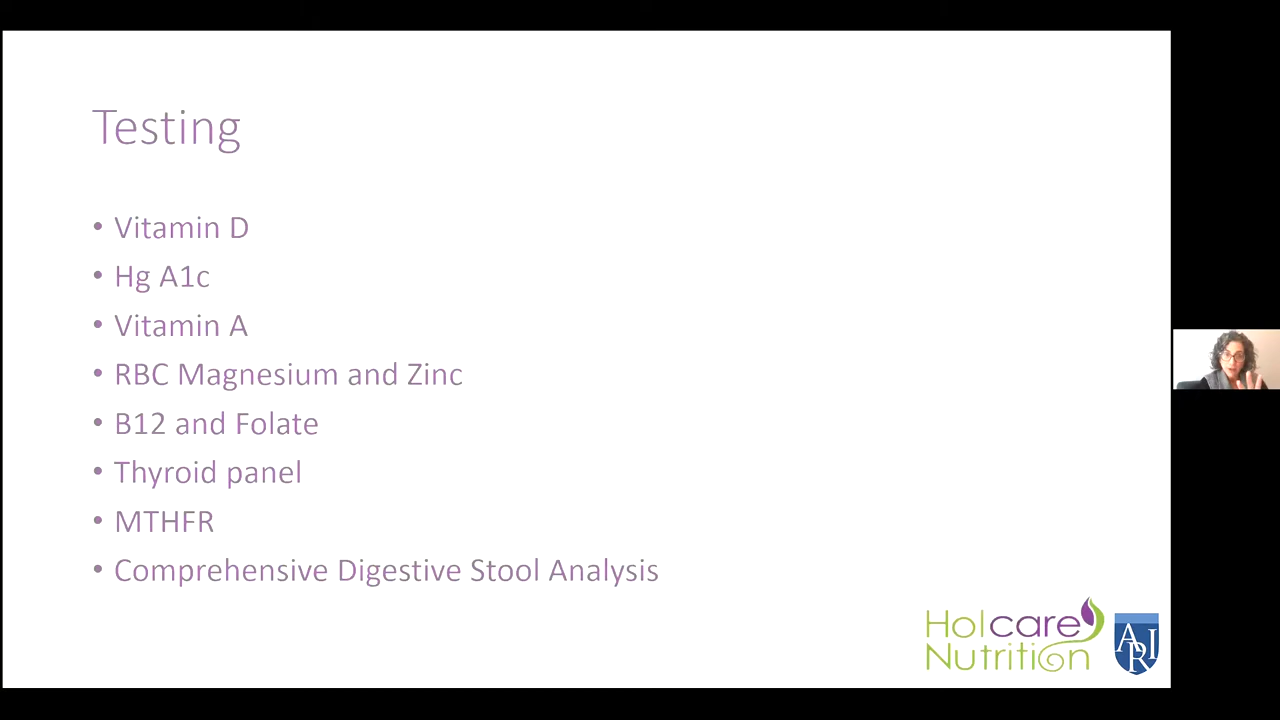 Testing
• Vitamin D
• Hg A1c
• Vitamin A
• RBC Magnesium and Zinc
• B12 and Folate
• Thyroid panel
• MTHFR
• Comprehensive Digestive Stool Analysis
Holcare
Nutrition
ARI